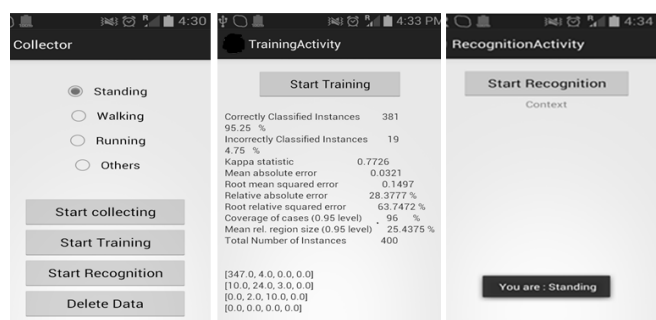 4:30
Collector
Standing
Walking
Running
Others
Start collecting
Start Training
Start Recognition
Delete Data
R
4:33 PM
TrainingActivity
Start Training
Correctly Classified Instances 381
95.25 %
Incorrectly Classified Instances 19
4.75 %
Kappa statistic 0.7726
Mean absolute error 0.0321
Root mean squared error 0.1497
Relative absolute error 28.3777 %
Root relative squared error 63.7472 %
Coverage of cases (0.95 level) 96 %
Mean rel. region size (0.95 level) 25.4375 %
Total Number of Instances 400
[347.0, 4.0, 0.0, 0.0]
[10.0, 24.0, 3.0, 0.0]
[0.0, 2.0, 10.0, 0.0]
[0.0, 0.0, 0.0, 0.0]
R
4:34
RecognitionActivity
Start Recognition
Context
You are : Standing